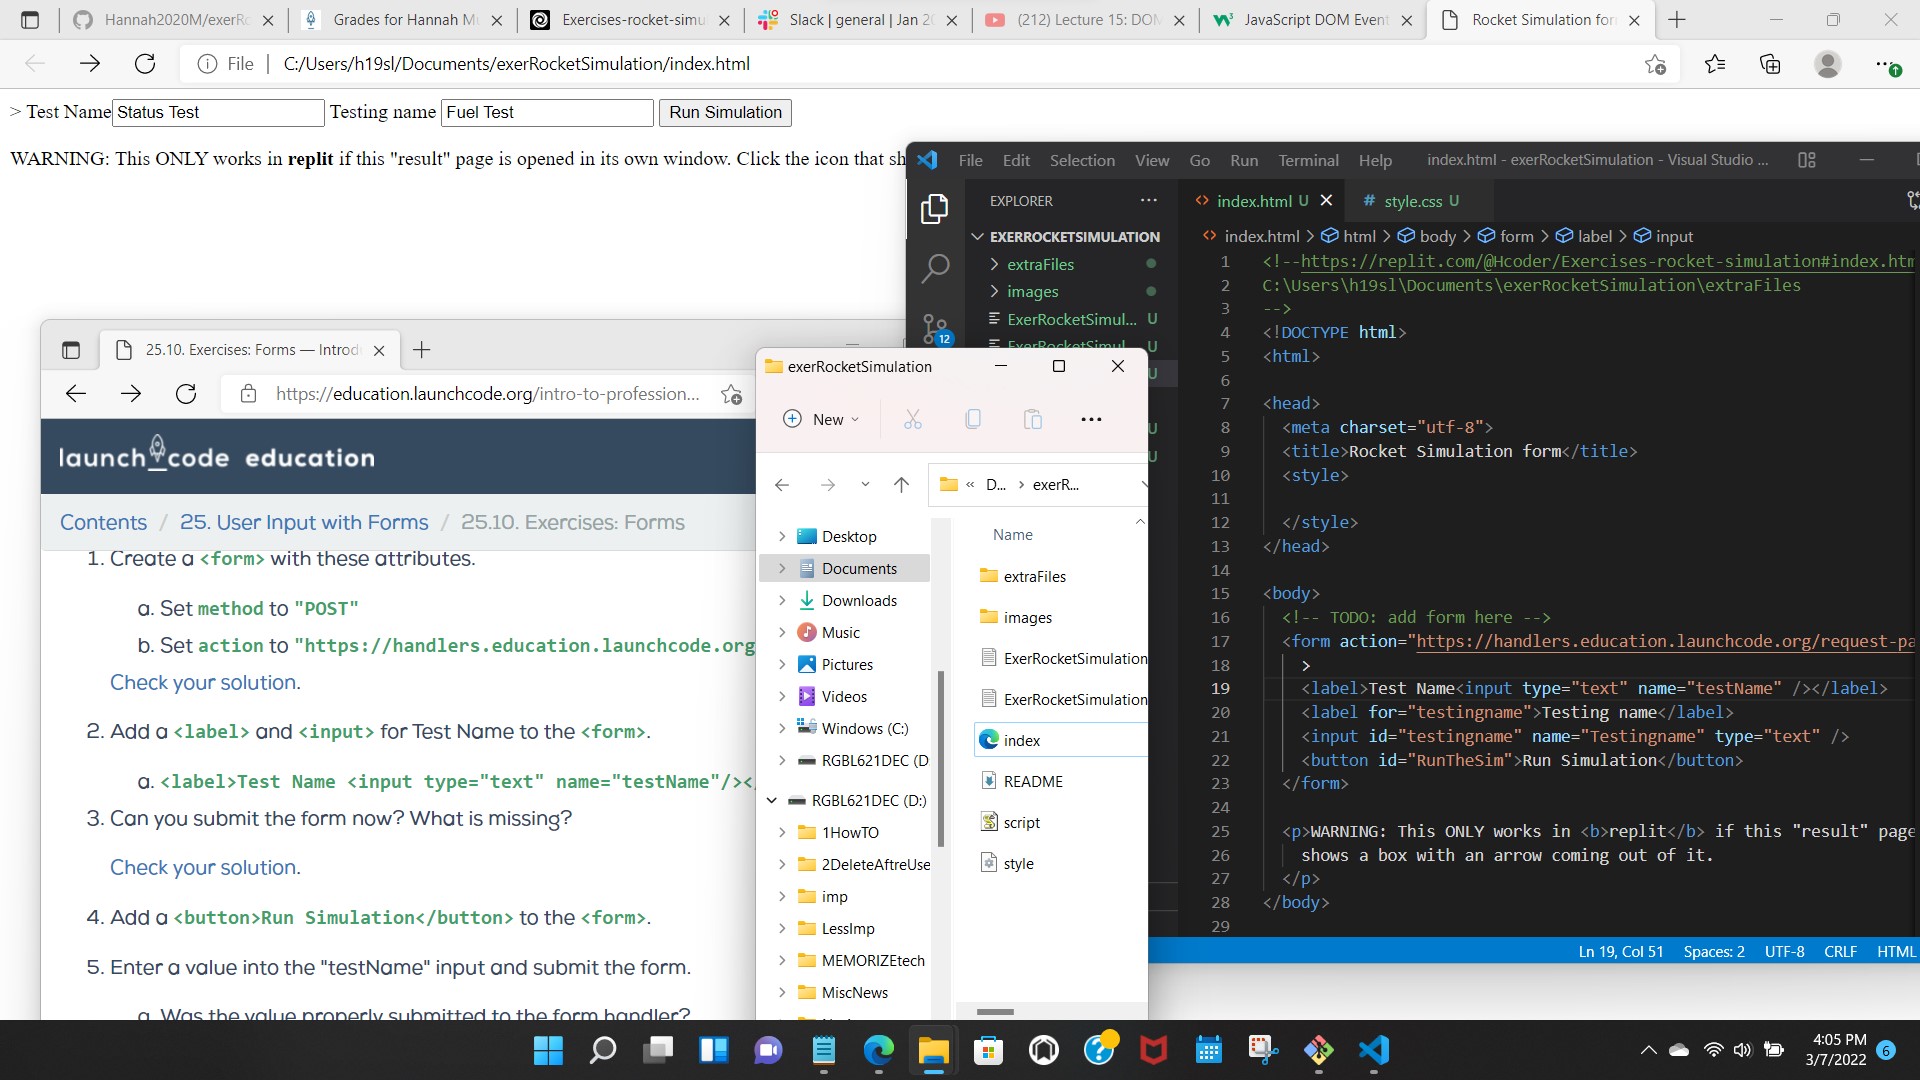 Hannah2020M/exerR
Grades for Hannah M
Exercises-rocket-simu
Slack | general | Jan 2
(212) Lecture 15: DOM
JavaScript DOM Event
Rocket Simulation for
File
C:/Users/h19sl/Documents/exerRocketSimulation/index.html
> Test Name Status Test Testing name Fuel Test Run Simulation
WARNING: This ONLY works in replit if this "result" page is opened in its own window. Click the icon that sh
File Edit Selection View Go Run Terminal Help index.html - exerRocketSimulation - Visual Studio ...
EXPLORER
index.html U
# style.css U
EXERROCKETSIMULATION
index.html > html > body > form > label > input
extraFiles
images
ExerRocketSimul... U
ExerRocketSimul... U
U
U
U
12
1 <!--https://replit.com/@Hcoder/Exercises-rocket-simulation#index.htm
2 C:\Users\h19sl\Documents\exerRocketSimulation\extraFiles
3 -->
4 <!DOCTYPE html>
5 <html>
6
7 <head>
8 <meta charset="utf-8">
9 <title>Rocket Simulation form</title>
10 <style>
11
12 </style>
13 </head>
14
15 <body>
16 <!-- TODO: add form here -->
17 <form action="https://handlers.education.launchcode.org/request-pa
18 >
19 <label>Test Name<input type="text" name="testName" /></label>
20 <label for="testingname">Testing name</label>
21 <input id="testingname" name="Testingname" type="text" />
22 <button id="RunTheSim">Run Simulation</button>
23 </form>
24
25 <p>WARNING: This ONLY works in <b>replit</b> if this "result" page
26 shows a box with an arrow coming out of it.
27 </p>
28 </body>
29
Ln 19, Col 51 Spaces: 2 UTF-8 CRLF HTML
25.10. Exercises: Forms — Introd
https://education.launchcode.org/intro-to-profession...
launch code education
Contents / 25. User Input with Forms / 25.10. Exercises: Forms
1. Create a <form> with these attributes.
a. Set method to "POST"
b. Set action to "https://handlers.education.launchcode.org
Check your solution.
2. Add a <label> and <input> for Test Name to the <form>.
a. <label>Test Name <input type="text" name="testName"/><
3. Can you submit the form now? What is missing?
Check your solution.
4. Add a <button>Run Simulation</button> to the <form>.
5. Enter a value into the "testName" input and submit the form.
a. Was the value properly submitted to the form handler?
exerRocketSimulation
New
« D... > exerR...
Desktop
Documents
Downloads
Music
Pictures
Videos
Windows (C:)
RGBL621DEC (D
RGBL621DEC (D:)
1HowTO
2DeleteAftreUse
imp
LessImp
MEMORIZEtech
MiscNews
Name
extraFiles
images
ExerRocketSimulation
ExerRocketSimulation
index
README
script
style
4:05 PM
3/7/2022
6